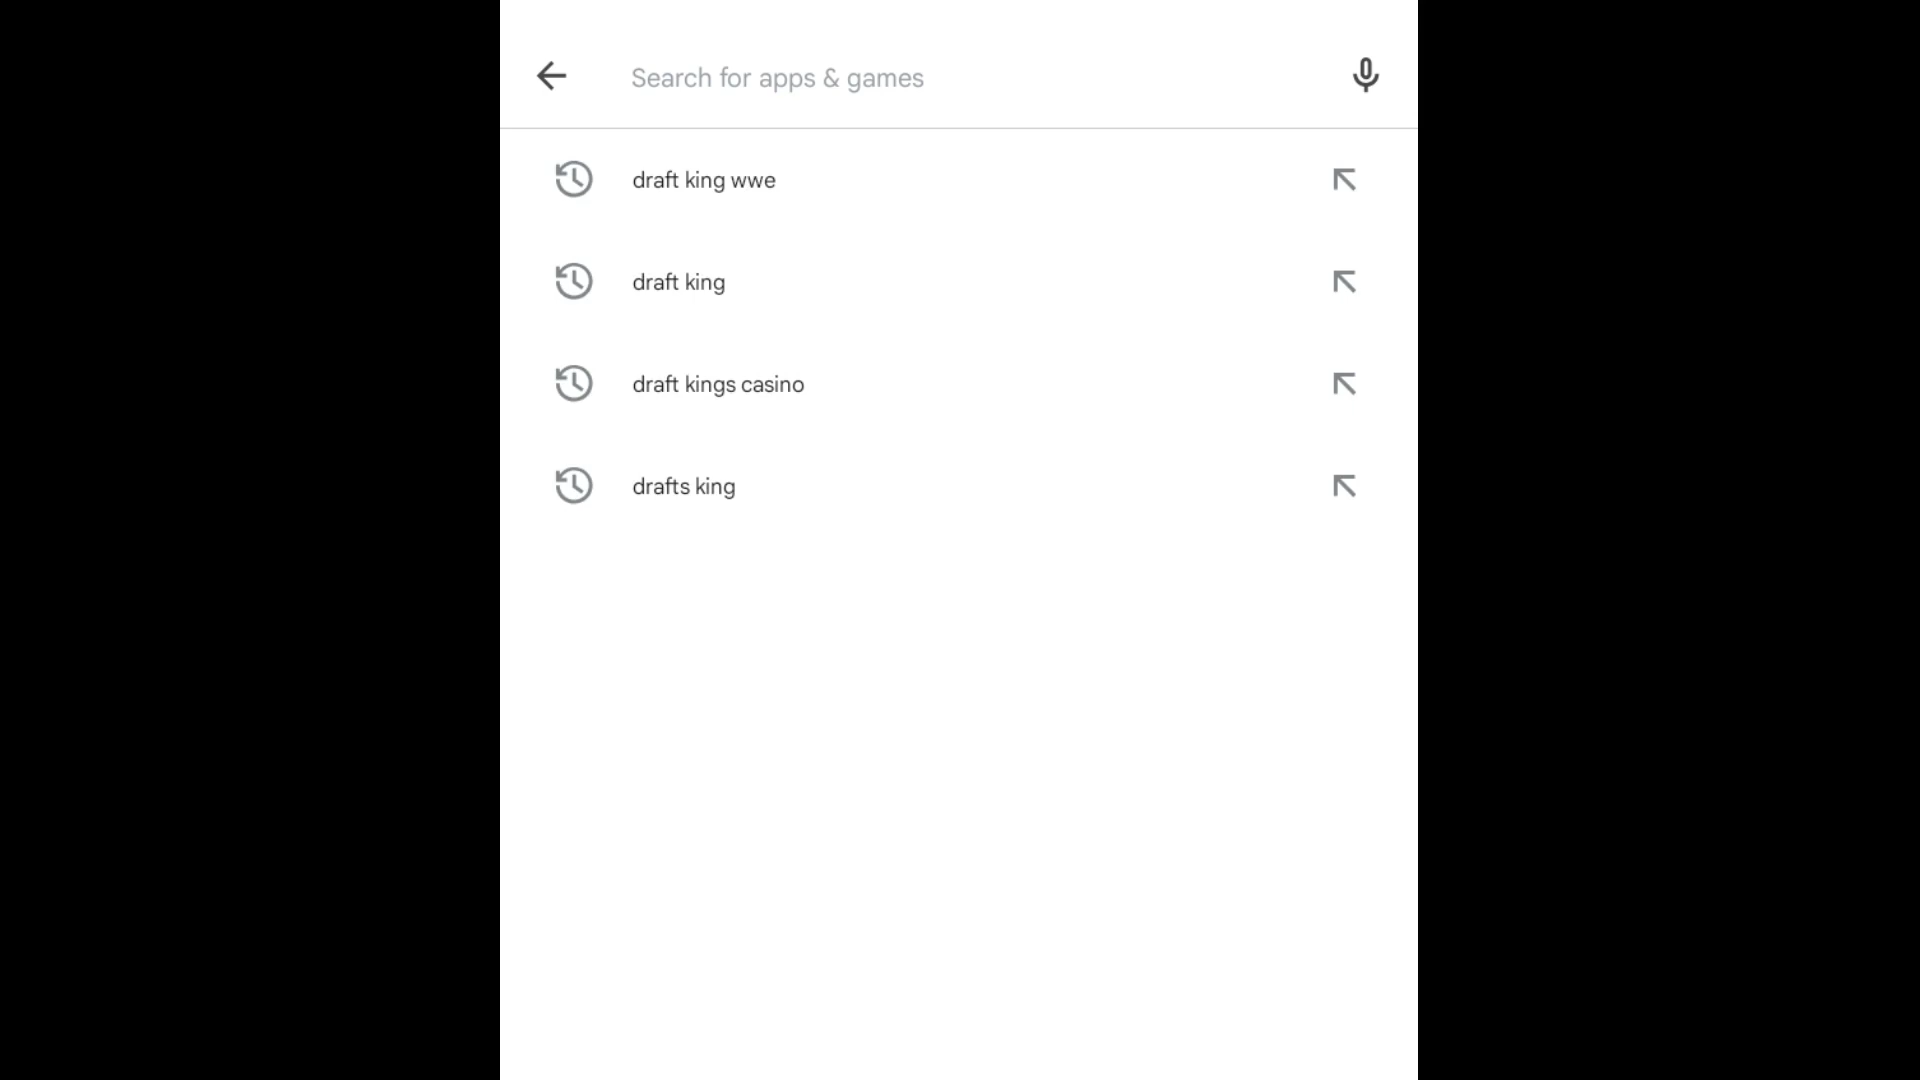 Search for apps & games
draft king wwe
draft king
draft kings casino
drafts king